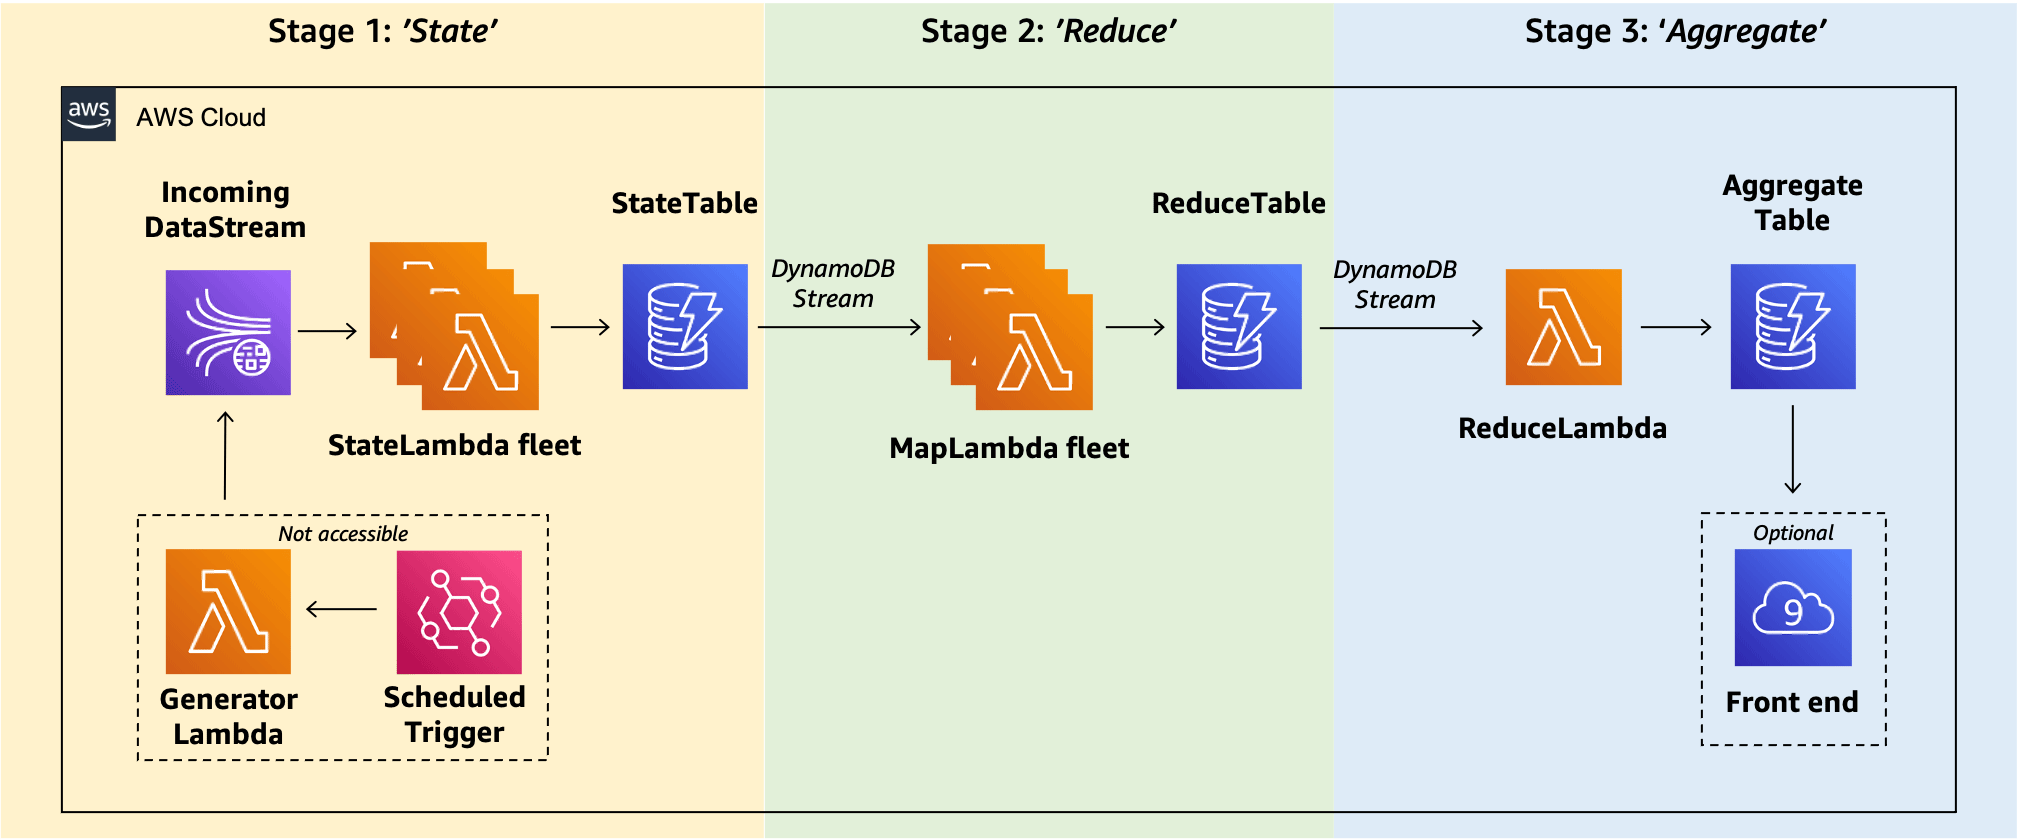 Stage 1: ’State’
Stage 2: ’Reduce’
Stage 3: ‘Aggregate’
aws
AWS Cloud
Incoming
DataStream
StateLambda fleet
StateTable
DynamoDB
Stream
MapLambda fleet
ReduceTable
DynamoDB
Stream
ReduceLambda
Aggregate
Table
Not accessible
Generator
Lambda
Scheduled
Trigger
Optional
9
Front end